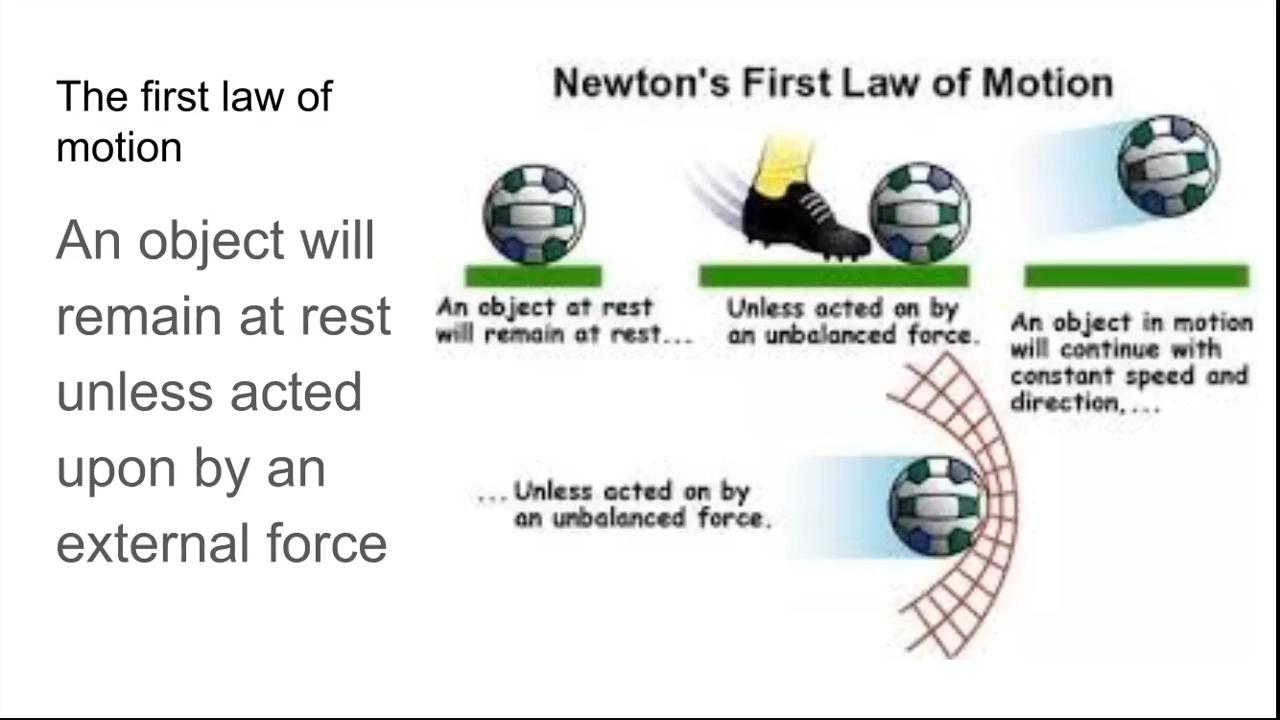 The first law of
motion
An object will
remain at rest
unless acted
upon by an
external force
Newton's First Law of Motion
An object at rest
will remain at rest...
Unless acted on by
an unbalanced force.
An object in motion
will continue with
constant speed and
direction,...
... Unless acted on by
an unbalanced force.